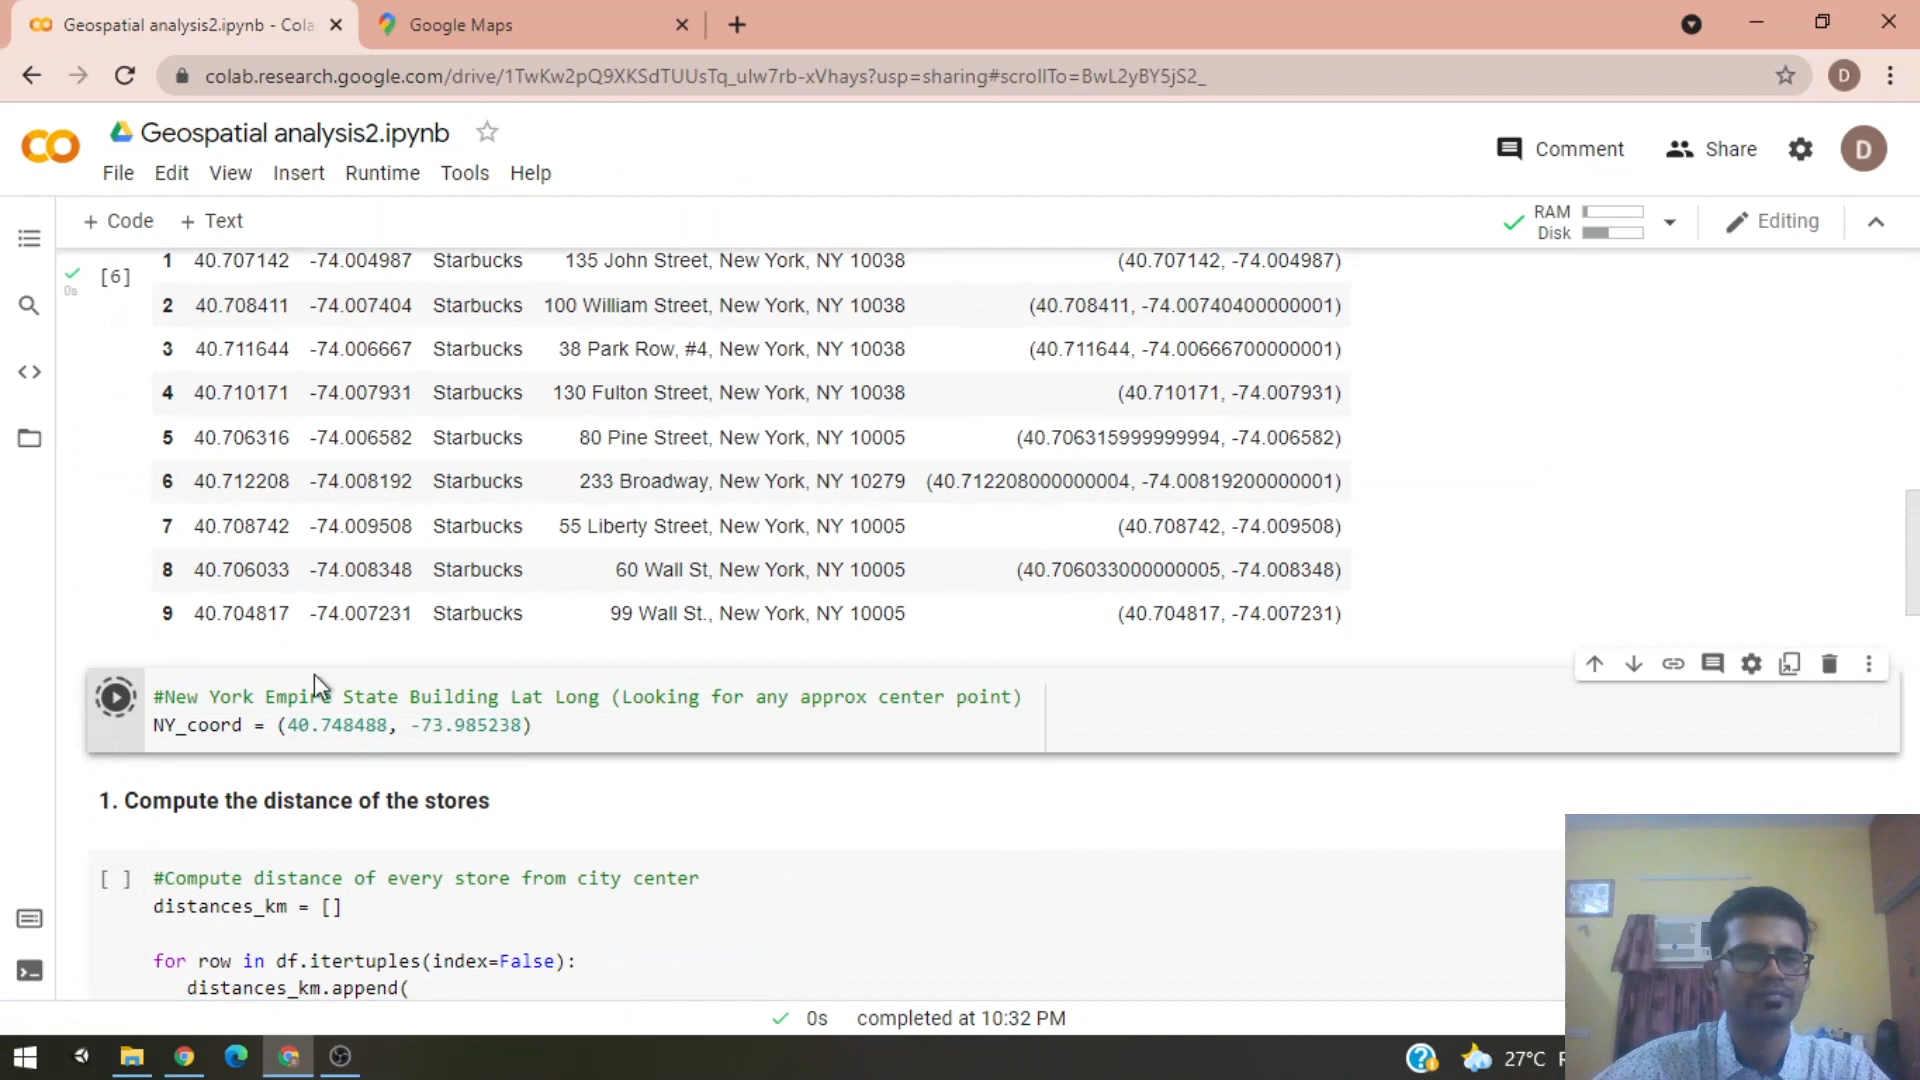 Geospatial analysis2.ipynb - Cola
Google Maps
colab.research.google.com/drive/1TwKw2pQ9XKSdTUUsTq_ulw7rb-xVhays?usp=sharing#scrollTo=BwL2yBY5jS2_
D
CO
Geospatial analysis2.ipynb
Comment
Share
D
File Edit View Insert Runtime Tools Help
+ Code + Text
RAM
Disk
Editing
[6]
0s
1 40.707142 -74.004987 Starbucks 135 John Street, New York, NY 10038 (40.707142, -74.004987)
2 40.708411 -74.007404 Starbucks 100 William Street, New York, NY 10038 (40.708411, -74.00740400000001)
3 40.711644 -74.006667 Starbucks 38 Park Row, #4, New York, NY 10038 (40.711644, -74.00666700000001)
4 40.710171 -74.007931 Starbucks 130 Fulton Street, New York, NY 10038 (40.710171, -74.007931)
5 40.706316 -74.006582 Starbucks 80 Pine Street, New York, NY 10005 (40.706315999999994, -74.006582)
6 40.712208 -74.008192 Starbucks 233 Broadway, New York, NY 10279 (40.712208000000004, -74.00819200000001)
7 40.708742 -74.009508 Starbucks 55 Liberty Street, New York, NY 10005 (40.708742, -74.009508)
8 40.706033 -74.008348 Starbucks 60 Wall St, New York, NY 10005 (40.706033000000005, -74.008348)
9 40.704817 -74.007231 Starbucks 99 Wall St., New York, NY 10005 (40.704817, -74.007231)
#New York Empire State Building Lat Long (Looking for any approx center point)
NY_coord = (40.748488, -73.985238)
1. Compute the distance of the stores
[ ] #Compute distance of every store from city center
distances_km = []
for row in df.itertuples(index=False):
distances_km.append(
0s completed at 10:32 PM
27°C